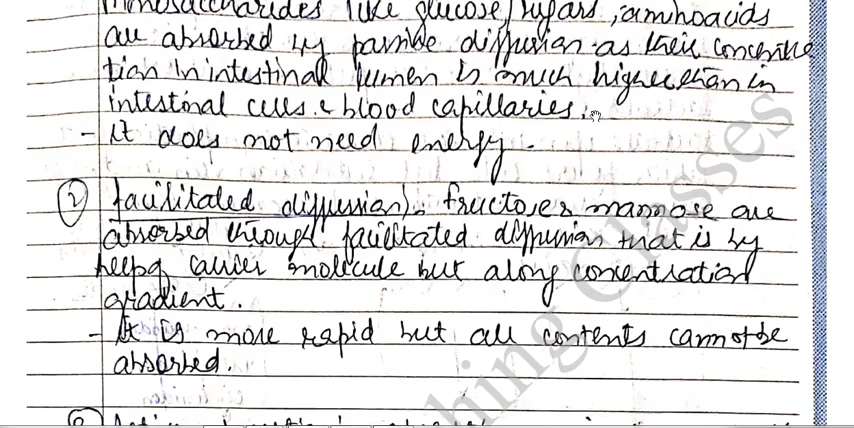 Monosaccharides like glucose, sugars, aminoacids
are absorbed by passive diffusion as their concentra
tion in intestinal lumen is much higher than in
intestinal cells & blood capillaries.
- It does not need energy.
② facilitated diffusion :- fructose & mannose are
absorbed through facilitated diffusion that is by
help of carrier molecule but along concentration
gradient.
- It is more rapid but all contents cannot be
absorbed.
hing Classes